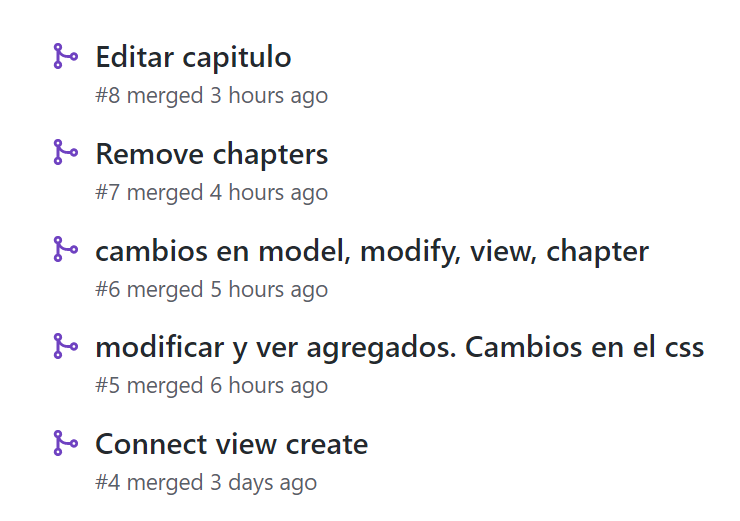 Editar capitulo
#8 merged 3 hours ago
Remove chapters
#7 merged 4 hours ago
cambios en model, modify, view, chapter
#6 merged 5 hours ago
modificar y ver agregados. Cambios en el css
#5 merged 6 hours ago
Connect view create
#4 merged 3 days ago